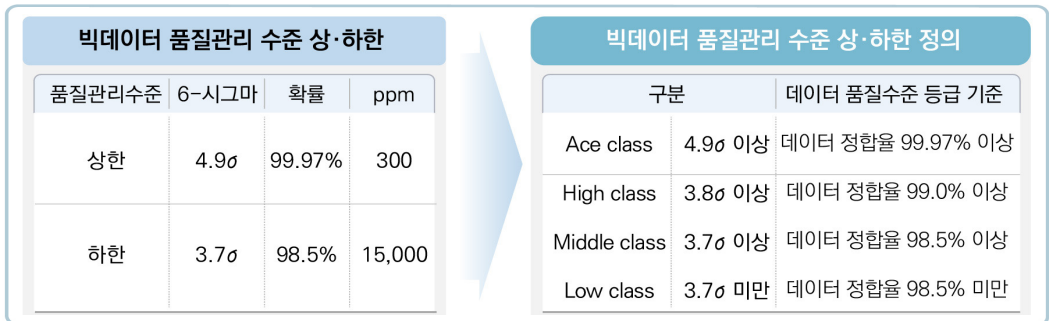 빅데이터 품질관리 수준 상·하한
품질관리수준 6-시그마 확률 ppm
상한 4.9σ 99.97% 300
하한 3.7σ 98.5% 15,000
빅데이터 품질관리 수준 상·하한 정의
구분 데이터 품질수준 등급 기준
Ace class 4.9σ 이상 데이터 정합율 99.97% 이상
High class 3.8σ 이상 데이터 정합율 99.0% 이상
Middle class 3.7σ 이상 데이터 정합율 98.5% 이상
Low class 3.7σ 미만 데이터 정합율 98.5% 미만